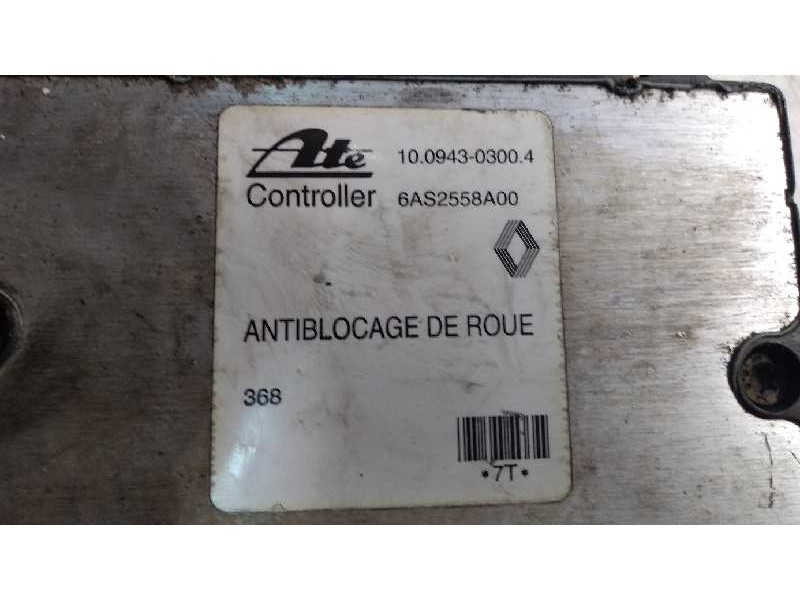 Ate 10.0943-0300.4
Controller 6AS2558A00
ANTIBLOCAGE DE ROUE
368
*7T*